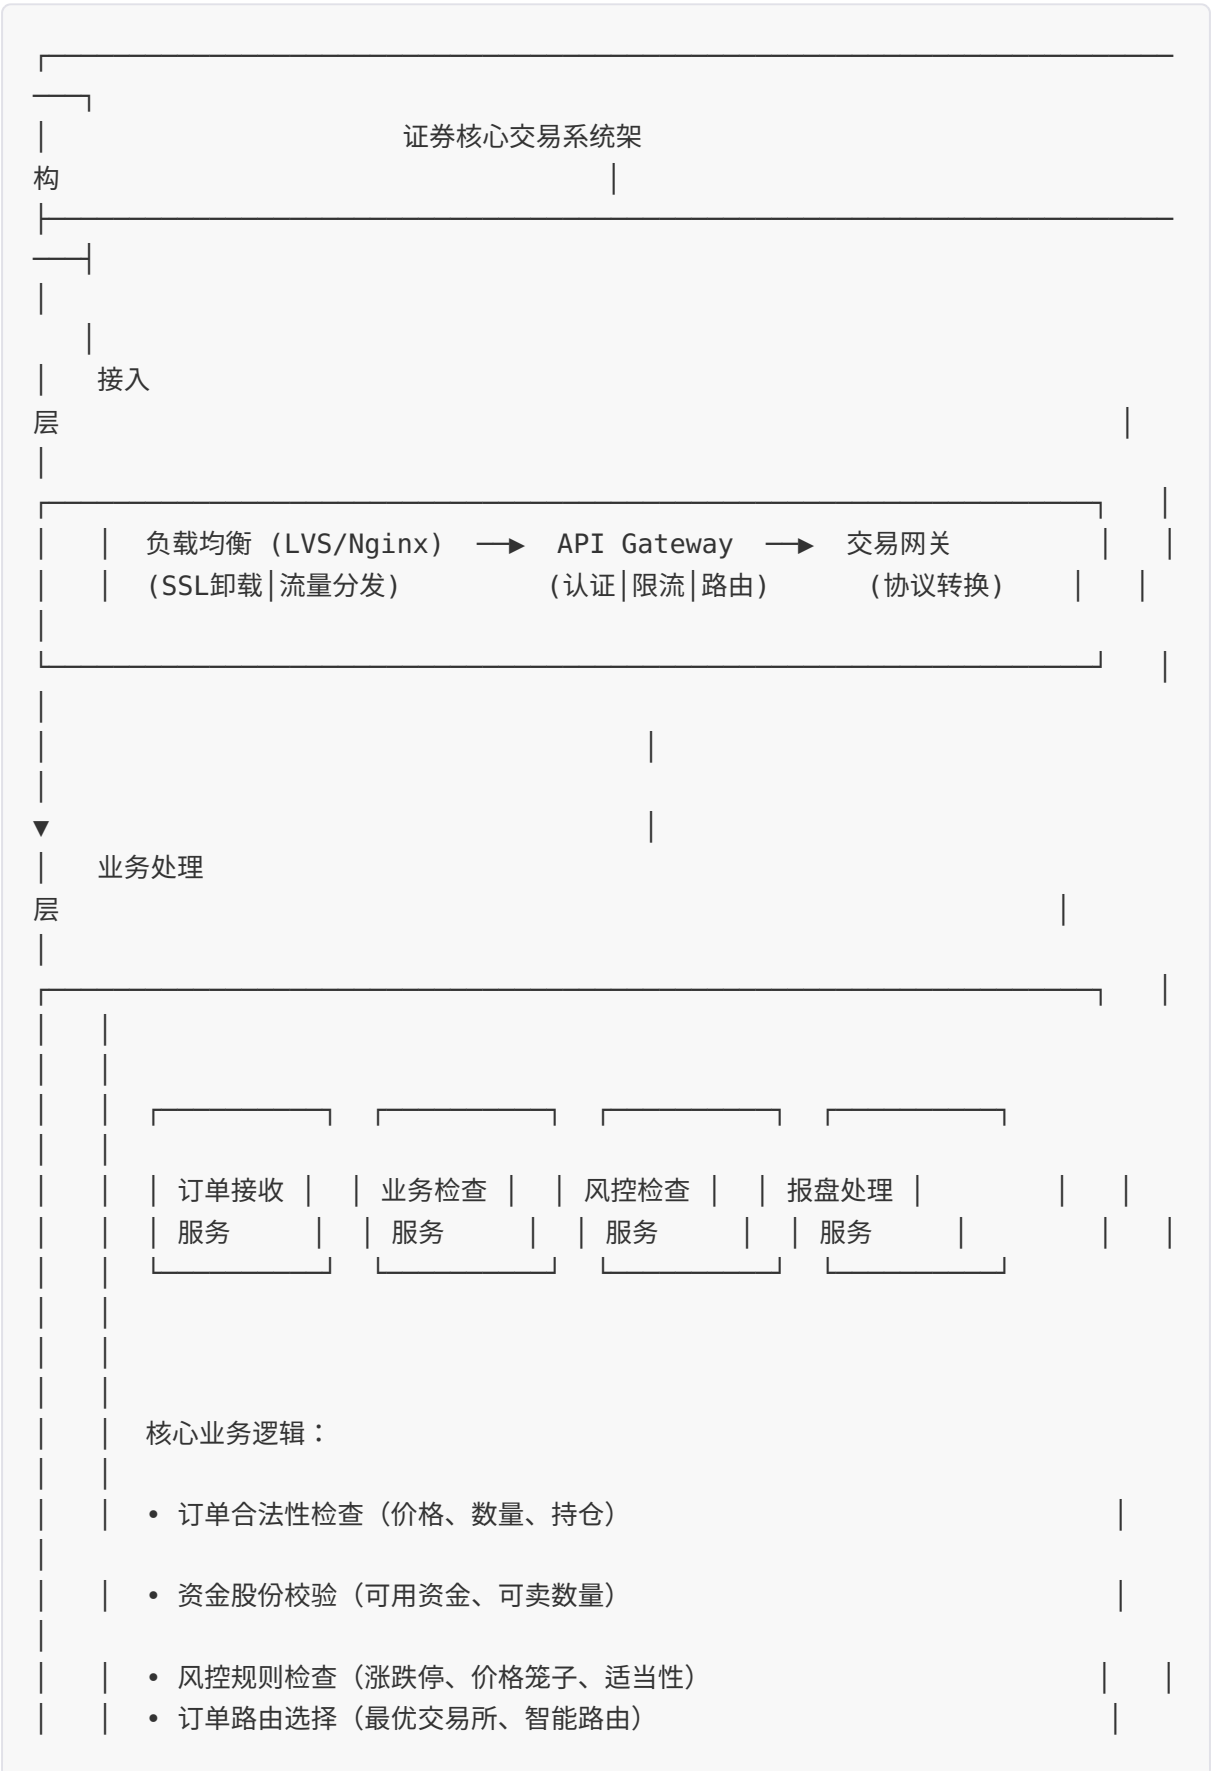 证券核心交易系统架
构
接入
层
负载均衡 (LVS/Nginx) ──▶ API Gateway ──▶ 交易网关
(SSL卸载│流量分发) (认证│限流│路由) (协议转换)
▼
业务处理
层
│ 订单接收 │ │ 业务检查 │ │ 风控检查 │ │ 报盘处理 │
│ 服务 │ │ 服务 │ │ 服务 │ │ 服务 │
核心业务逻辑：
• 订单合法性检查（价格、数量、持仓）
• 资金股份校验（可用资金、可卖数量）
• 风控规则检查（涨跌停、价格笼子、适当性）
• 订单路由选择（最优交易所、智能路由）